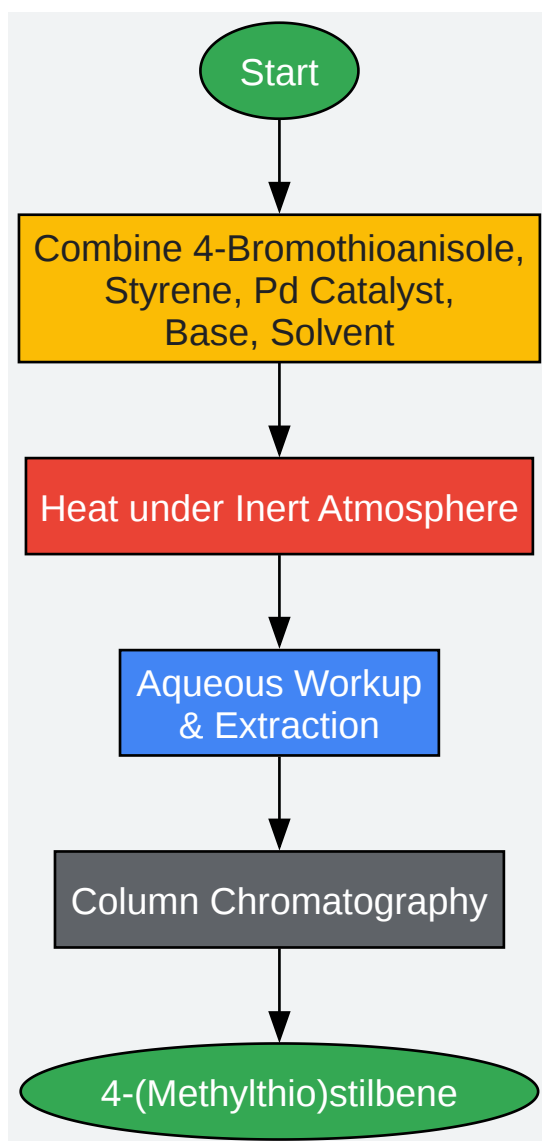 Start
Combine 4-Bromothioanisole,
Styrene, Pd Catalyst,
Base, Solvent
Heat under Inert Atmosphere
Aqueous Workup
& Extraction
Column Chromatography
4-(Methylthio)stilbene